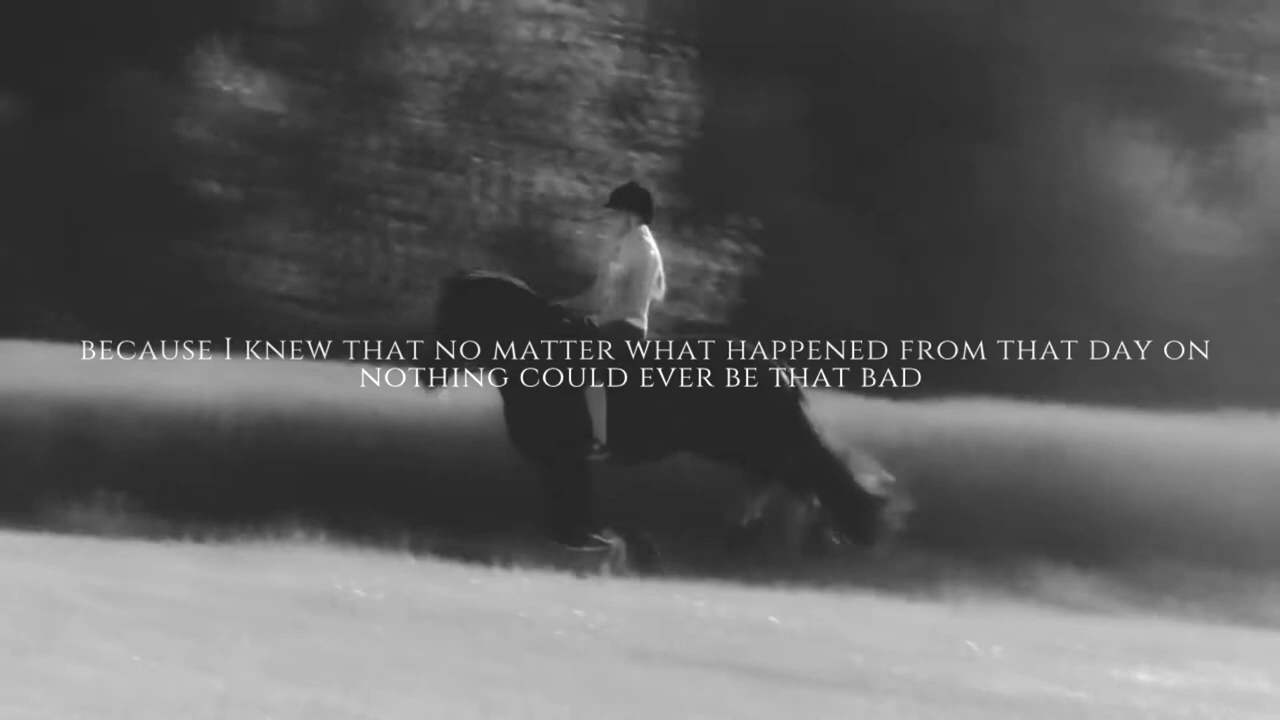 because I knew that no matter what happened from that day on
nothing could ever be that bad